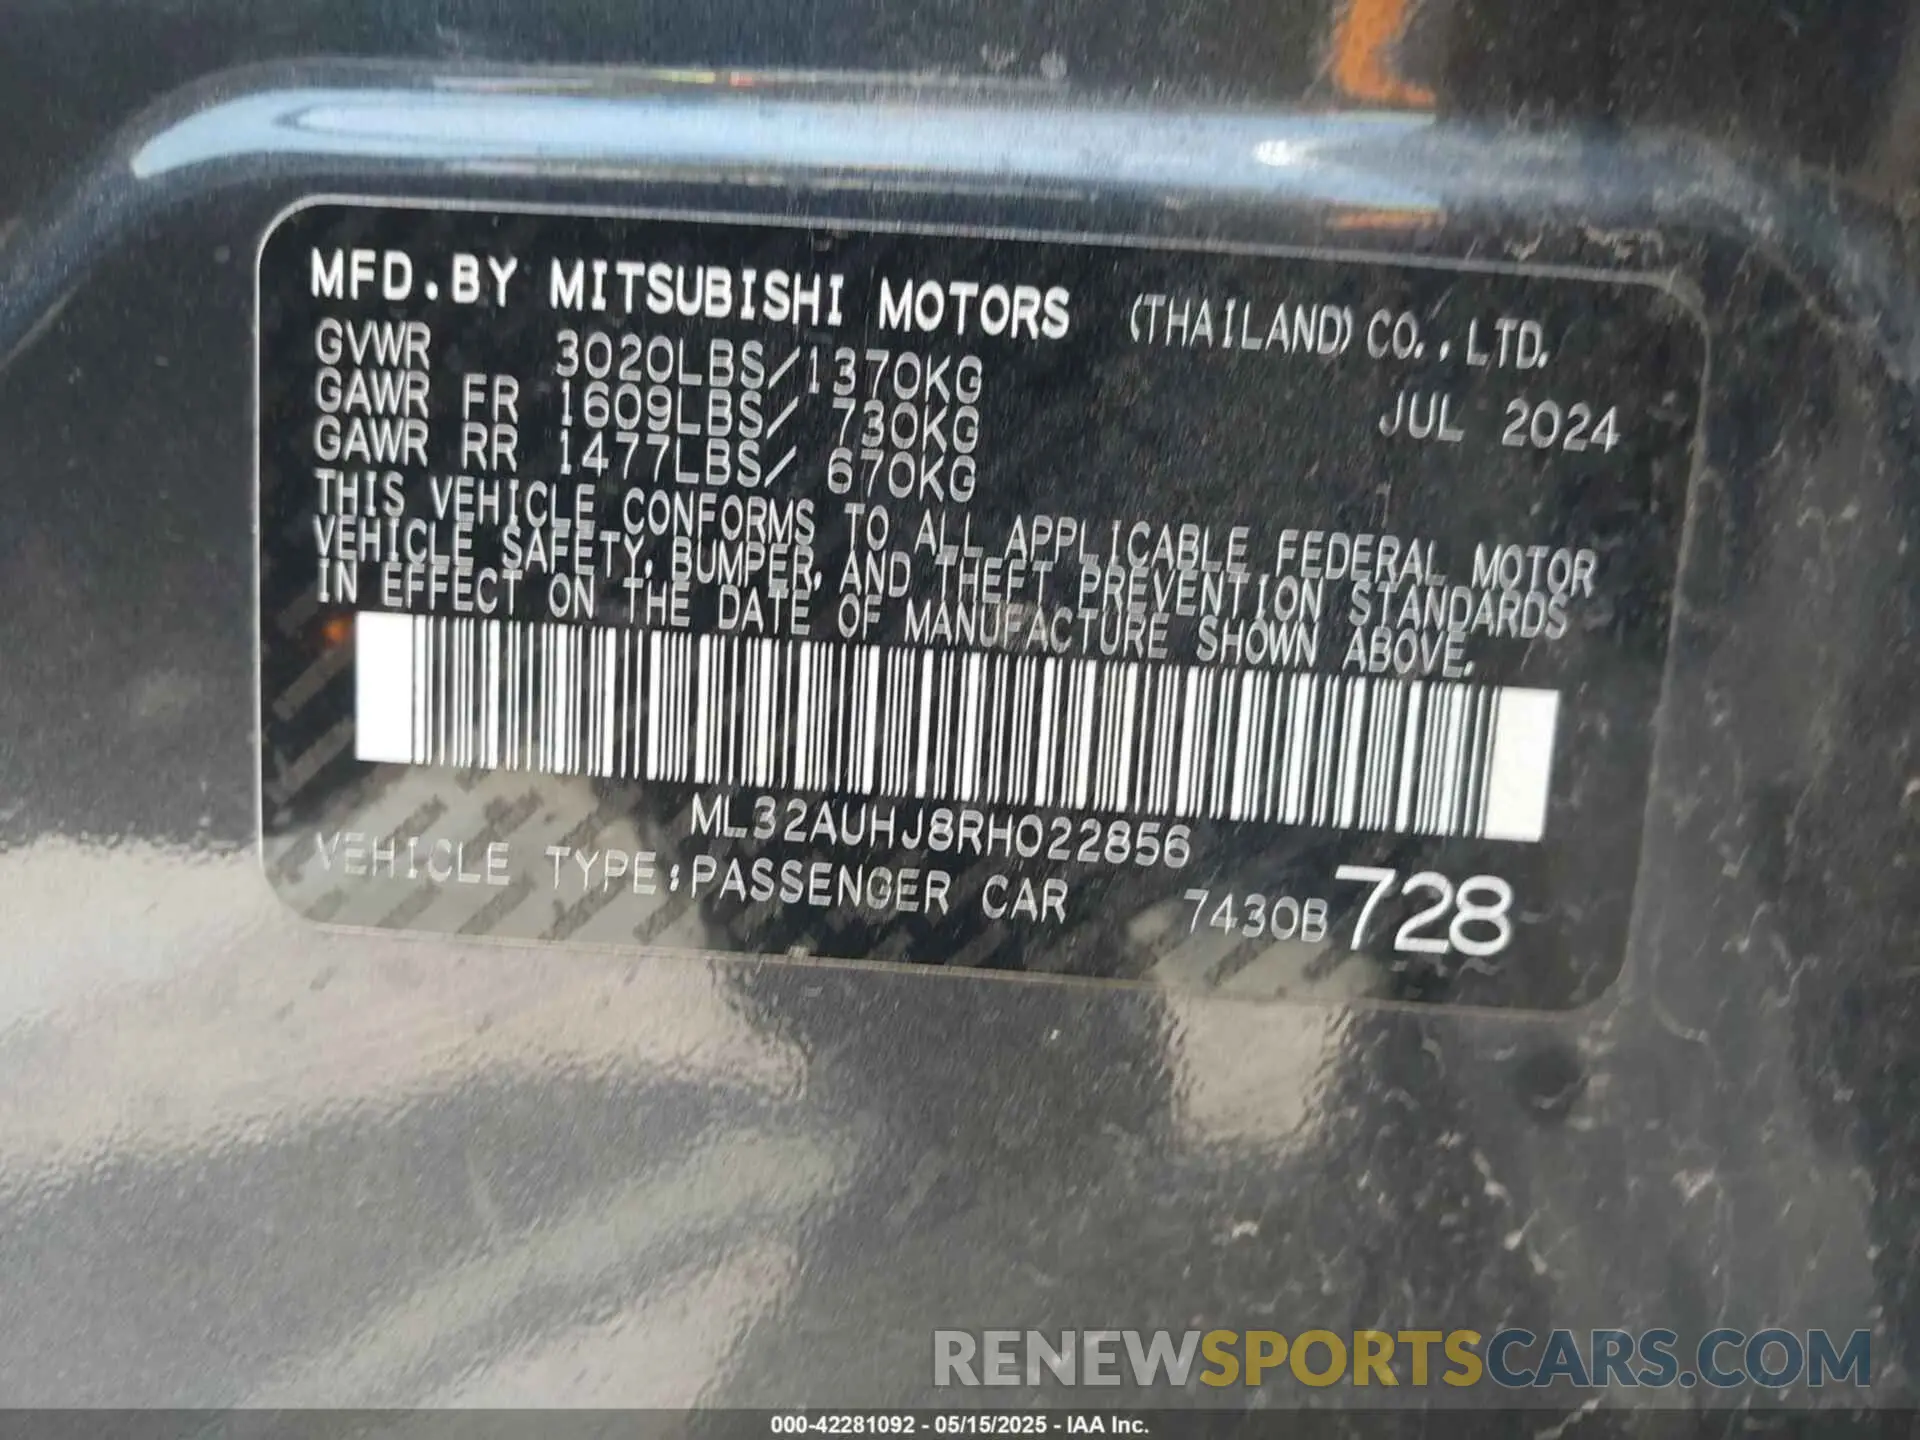 MFD.BY MITSUBISHI MOTORS (THAILAND) CO., LTD.
GVWR 3020LBS/1370KG
GAWR FR 1609LBS/ 730KG JUL 2024
GAWR RR 1477LBS/ 670KG
THIS VEHICLE CONFORMS TO ALL APPLICABLE FEDERAL MOTOR
VEHICLE SAFETY, BUMPER, AND THEFT PREVENTION STANDARDS
IN EFFECT ON THE DATE OF MANUFACTURE SHOWN ABOVE.
ML32AUHJ8RH022856
VEHICLE TYPE:PASSENGER CAR 7430B 728
RENEWSPORTSCARS.COM
000-42281092 - 05/15/2025 - IAA Inc.